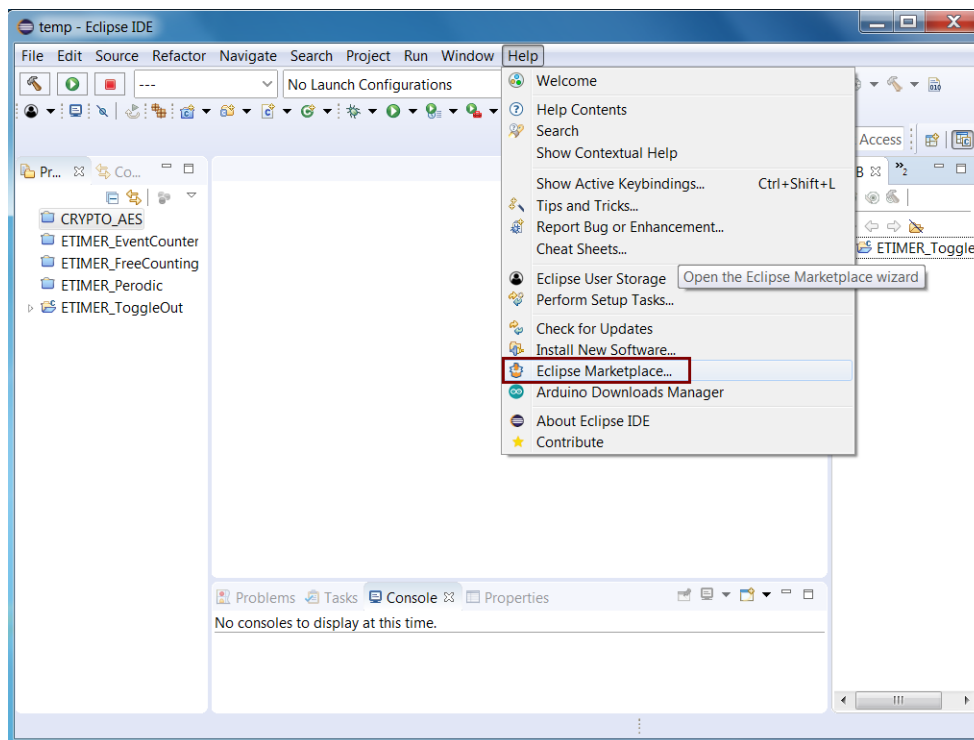 temp - Eclipse IDE
File Edit Source Refactor Navigate Search Project Run Window Help
--- No Launch Configurations
Access
Pr... Co...
B
»2
CRYPTO_AES
ETIMER_EventCounter
ETIMER_FreeCounting
ETIMER_Perodic
ETIMER_ToggleOut
Welcome
Help Contents
Search
Show Contextual Help
Show Active Keybindings... Ctrl+Shift+L
Tips and Tricks...
Report Bug or Enhancement...
Cheat Sheets...
Eclipse User Storage
Open the Eclipse Marketplace wizard
Perform Setup Tasks...
Check for Updates
Install New Software...
Eclipse Marketplace...
Arduino Downloads Manager
About Eclipse IDE
Contribute
ETIMER_Toggle
Problems Tasks Console Properties
No consoles to display at this time.